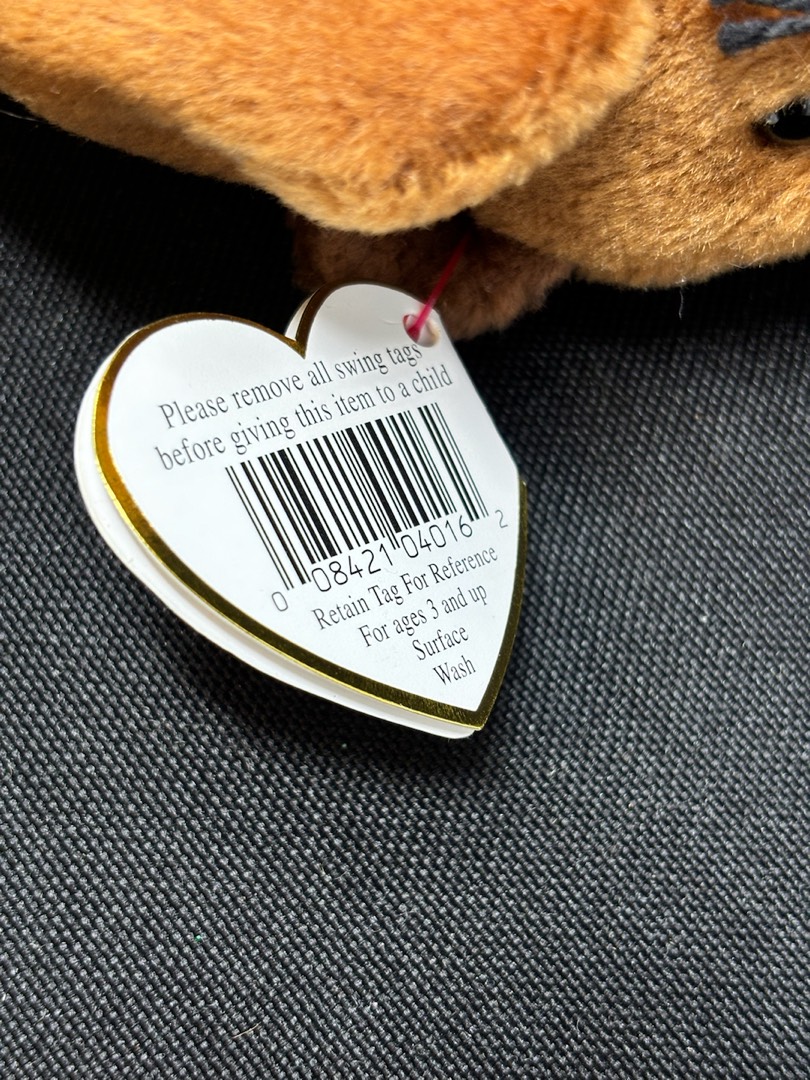 Please remove all swing tags
before giving this item to a child
0 08421 04016 2
Retain Tag For Reference
For ages 3 and up
Surface
Wash